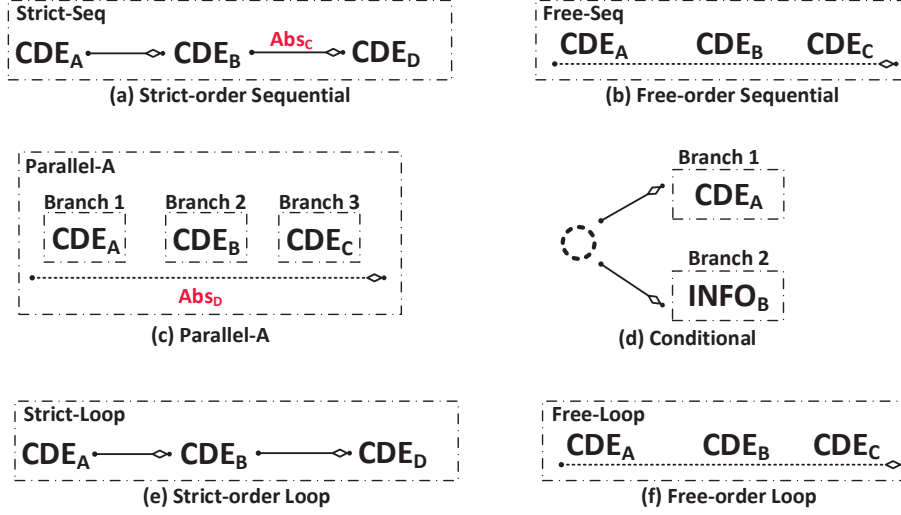 Strict-Seq
CDE_A CDE_B Abs_C CDE_D
(a) Strict-order Sequential
Free-Seq
CDE_A CDE_B CDE_C
(b) Free-order Sequential
Parallel-A
Branch 1 Branch 2 Branch 3
CDE_A CDE_B CDE_C
Abs_D
(c) Parallel-A
Branch 1
CDE_A
Branch 2
INFO_B
(d) Conditional
Strict-Loop
CDE_A CDE_B CDE_D
(e) Strict-order Loop
Free-Loop
CDE_A CDE_B CDE_C
(f) Free-order Loop